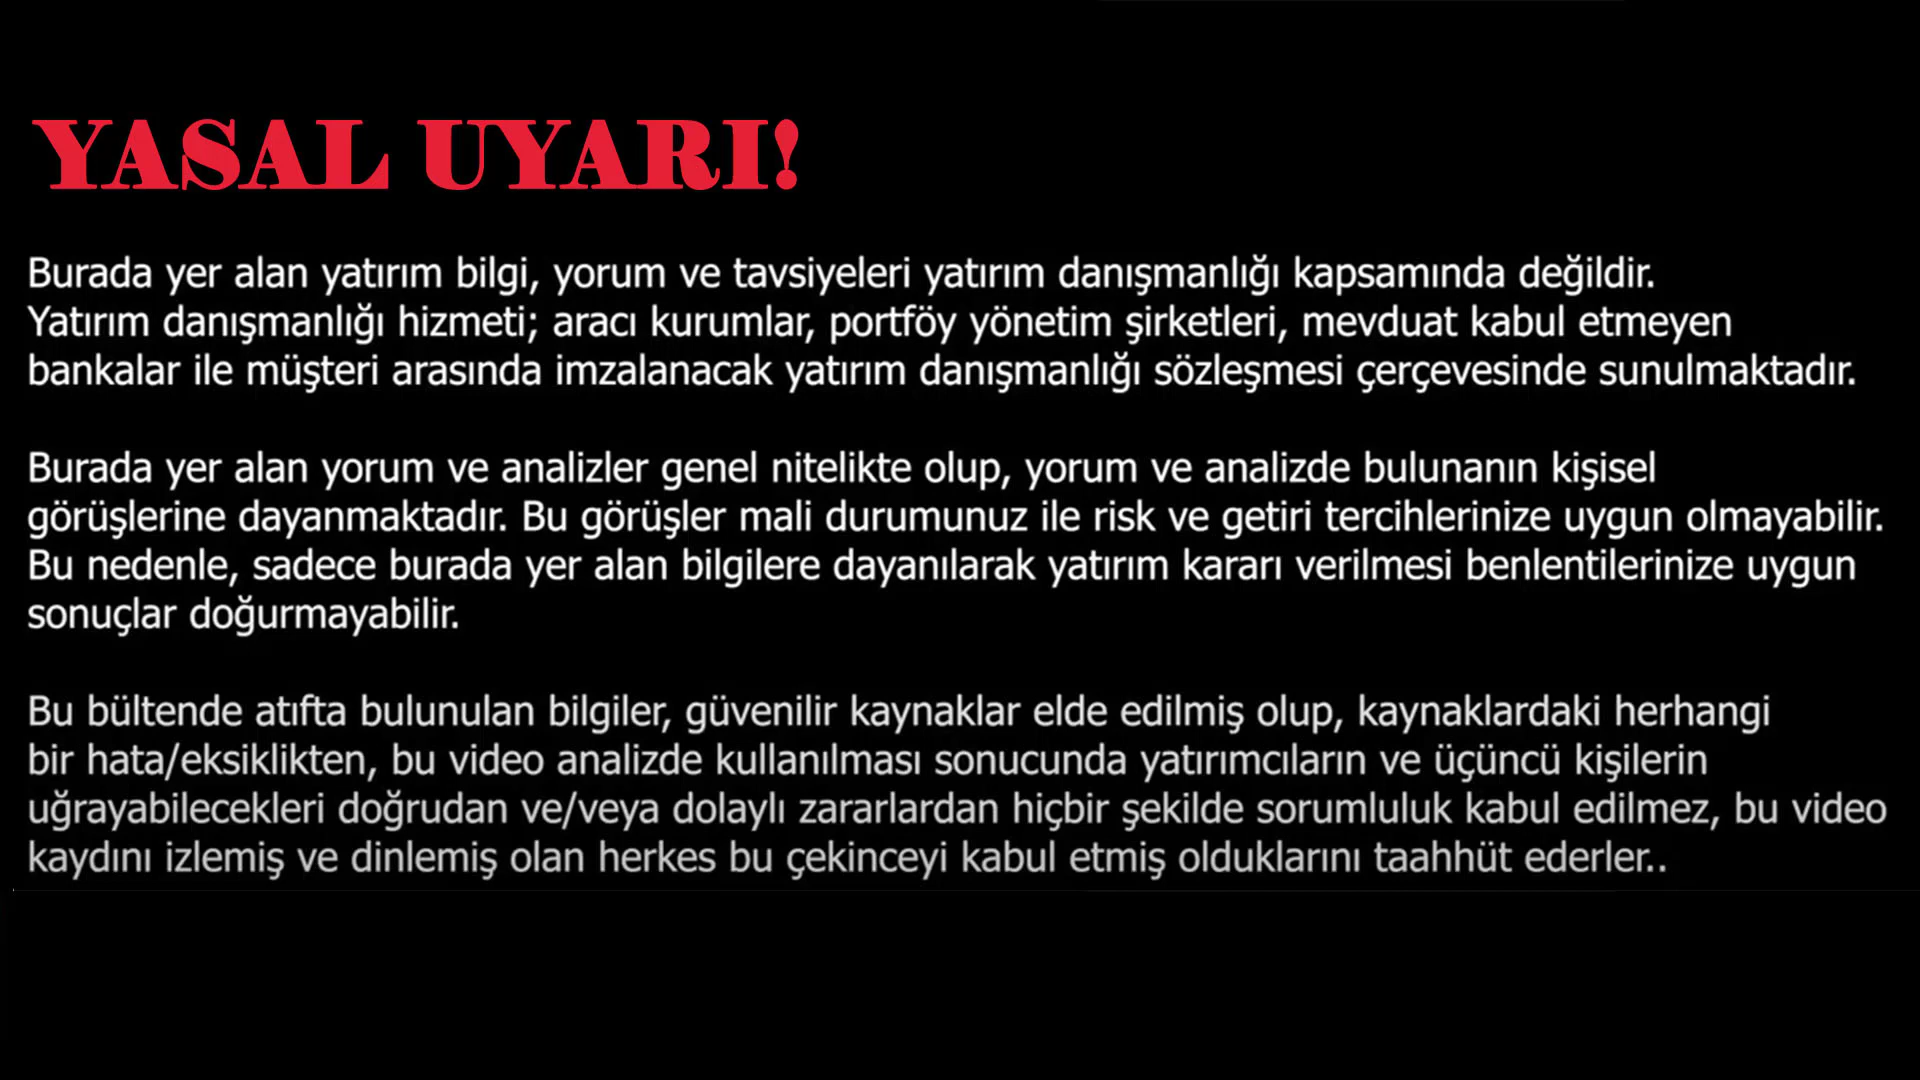 YASAL UYARI!
Burada yer alan yatırım bilgi, yorum ve tavsiyeleri yatırım danışmanlığı kapsamında değildir.
Yatırım danışmanlığı hizmeti; aracı kurumlar, portföy yönetim şirketleri, mevduat kabul etmeyen
bankalar ile müşteri arasında imzalanacak yatırım danışmanlığı sözleşmesi çerçevesinde sunulmaktadır.
Burada yer alan yorum ve analizler genel nitelikte olup, yorum ve analizde bulunanın kişisel
görüşlerine dayanmaktadır. Bu görüşler mali durumunuz ile risk ve getiri tercihlerinize uygun olmayabilir.
Bu nedenle, sadece burada yer alan bilgilere dayanılarak yatırım kararı verilmesi benlentilerinize uygun
sonuçlar doğurmayabilir.
Bu bültende atıfta bulunulan bilgiler, güvenilir kaynaklar elde edilmiş olup, kaynaklardaki herhangi
bir hata/eksiklikten, bu video analizde kullanılması sonucunda yatırımcıların ve üçüncü kişilerin
uğrayabilecekleri doğrudan ve/veya dolaylı zararlardan hiçbir şekilde sorumluluk kabul edilmez, bu video
kaydını izlemiş ve dinlemiş olan herkes bu çekinceyi kabul etmiş olduklarını taahhüt ederler..